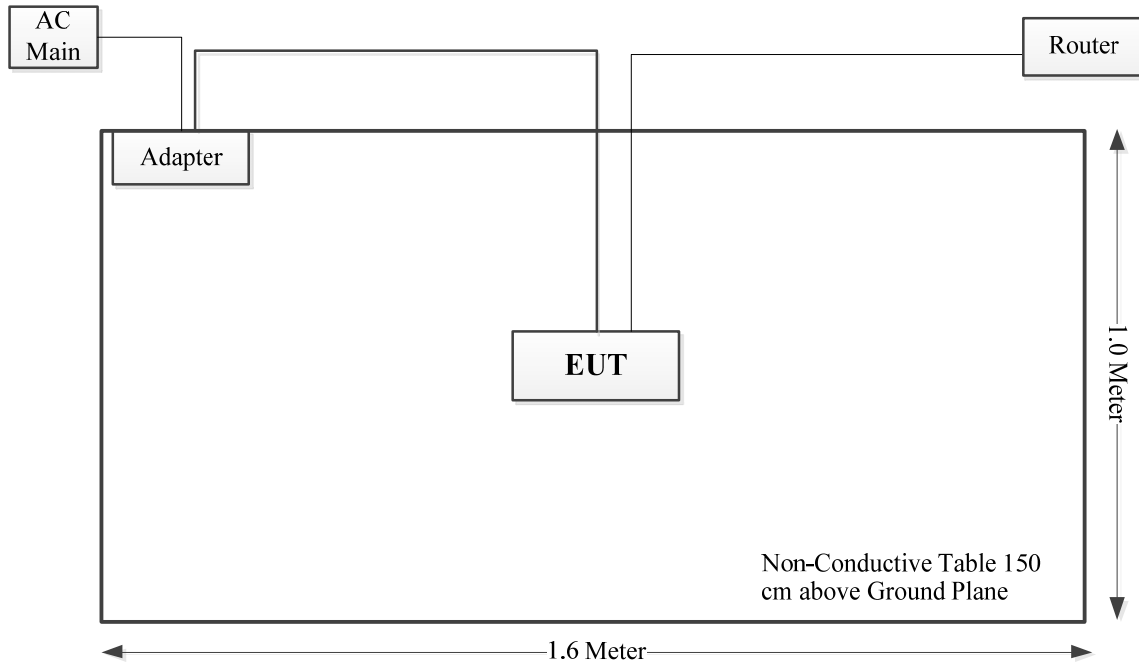 AC
Main
Router
Adapter
EUT
1.0 Meter
Non-Conductive Table 150
cm above Ground Plane
1.6 Meter